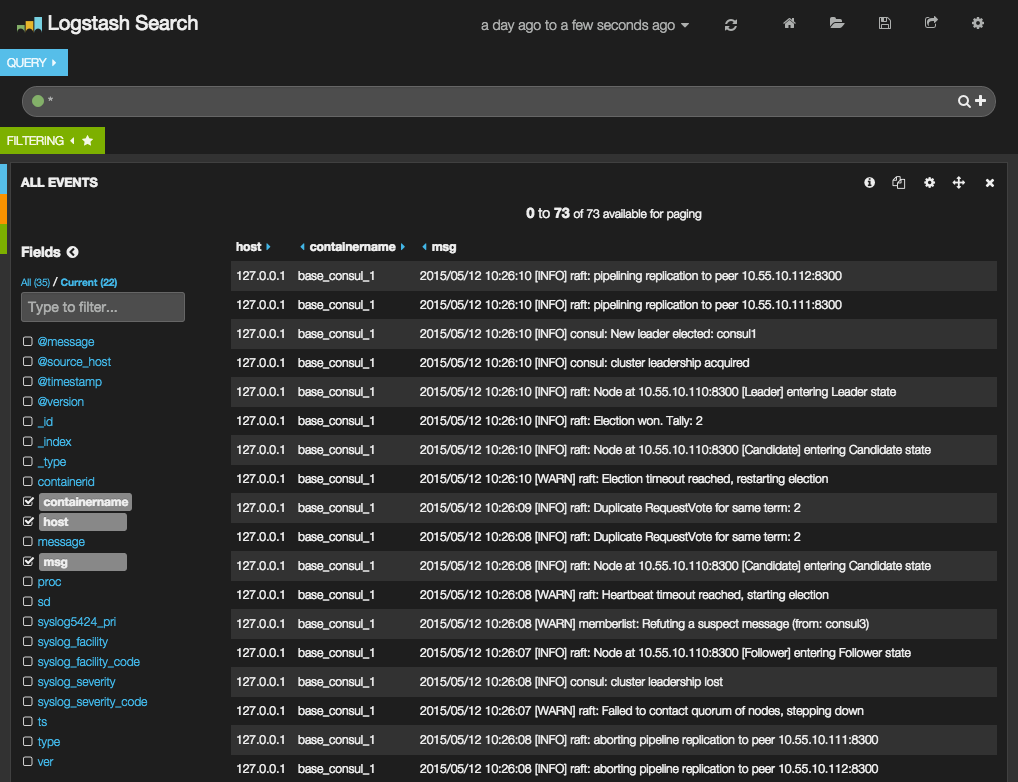 Logstash Search
a day ago to a few seconds ago
QUERY
*
FILTERING
ALL EVENTS
0 to 73 of 73 available for paging
Fields
All (35) / Current (22)
Type to filter...
@message
@source_host
@timestamp
@version
_id
_index
_type
containerid
containername
host
message
msg
proc
sd
syslog5424_pri
syslog_facility
syslog_facility_code
syslog_severity
syslog_severity_code
ts
type
ver
host containername msg
127.0.0.1 base_consul_1 2015/05/12 10:26:10 [INFO] raft: pipelining replication to peer 10.55.10.112:8300
127.0.0.1 base_consul_1 2015/05/12 10:26:10 [INFO] raft: pipelining replication to peer 10.55.10.111:8300
127.0.0.1 base_consul_1 2015/05/12 10:26:10 [INFO] consul: New leader elected: consul1
127.0.0.1 base_consul_1 2015/05/12 10:26:10 [INFO] consul: cluster leadership acquired
127.0.0.1 base_consul_1 2015/05/12 10:26:10 [INFO] raft: Node at 10.55.10.110:8300 [Leader] entering Leader state
127.0.0.1 base_consul_1 2015/05/12 10:26:10 [INFO] raft: Election won. Tally: 2
127.0.0.1 base_consul_1 2015/05/12 10:26:10 [INFO] raft: Node at 10.55.10.110:8300 [Candidate] entering Candidate state
127.0.0.1 base_consul_1 2015/05/12 10:26:10 [WARN] raft: Election timeout reached, restarting election
127.0.0.1 base_consul_1 2015/05/12 10:26:09 [INFO] raft: Duplicate RequestVote for same term: 2
127.0.0.1 base_consul_1 2015/05/12 10:26:08 [INFO] raft: Duplicate RequestVote for same term: 2
127.0.0.1 base_consul_1 2015/05/12 10:26:08 [INFO] raft: Node at 10.55.10.110:8300 [Candidate] entering Candidate state
127.0.0.1 base_consul_1 2015/05/12 10:26:08 [WARN] raft: Heartbeat timeout reached, starting election
127.0.0.1 base_consul_1 2015/05/12 10:26:08 [WARN] memberlist: Refuting a suspect message (from: consul3)
127.0.0.1 base_consul_1 2015/05/12 10:26:07 [INFO] raft: Node at 10.55.10.110:8300 [Follower] entering Follower state
127.0.0.1 base_consul_1 2015/05/12 10:26:08 [INFO] consul: cluster leadership lost
127.0.0.1 base_consul_1 2015/05/12 10:26:07 [WARN] raft: Failed to contact quorum of nodes, stepping down
127.0.0.1 base_consul_1 2015/05/12 10:26:08 [INFO] raft: aborting pipeline replication to peer 10.55.10.111:8300
127.0.0.1 base_consul_1 2015/05/12 10:26:08 [INFO] raft: aborting pipeline replication to peer 10.55.10.112:8300